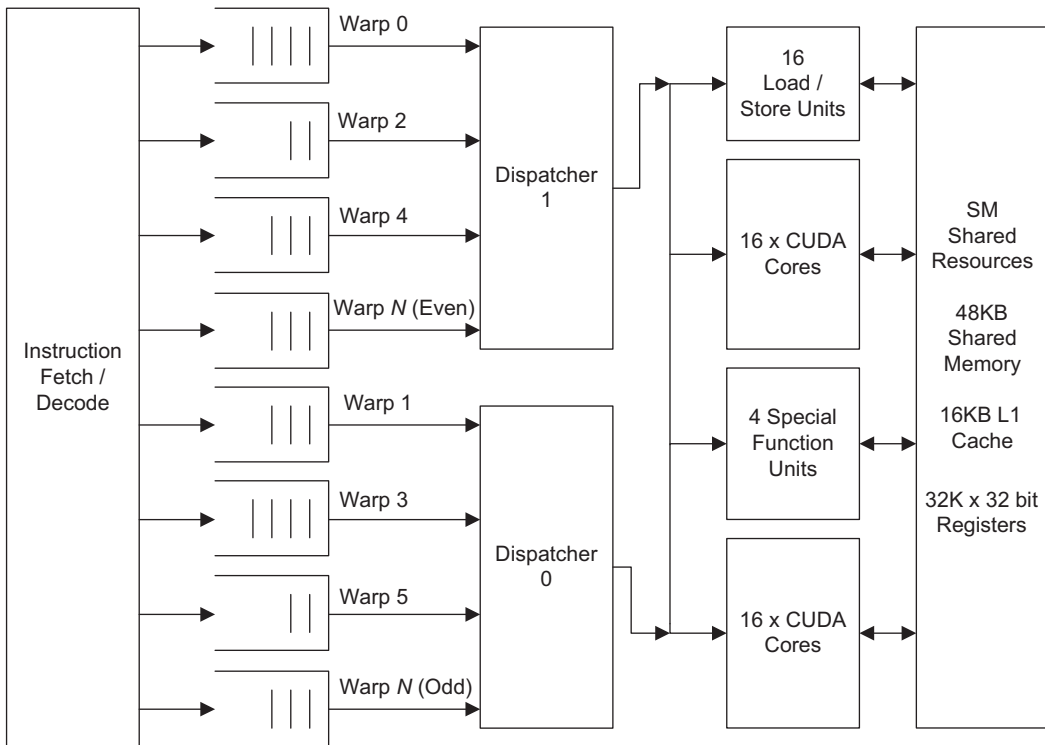 Instruction
Fetch /
Decode
Warp 0
Warp 2
Warp 4
Warp N (Even)
Warp 1
Warp 3
Warp 5
Warp N (Odd)
Dispatcher
1
Dispatcher
0
16
Load /
Store Units
16 x CUDA
Cores
4 Special
Function
Units
16 x CUDA
Cores
SM
Shared
Resources
48KB
Shared
Memory
16KB L1
Cache
32K x 32 bit
Registers